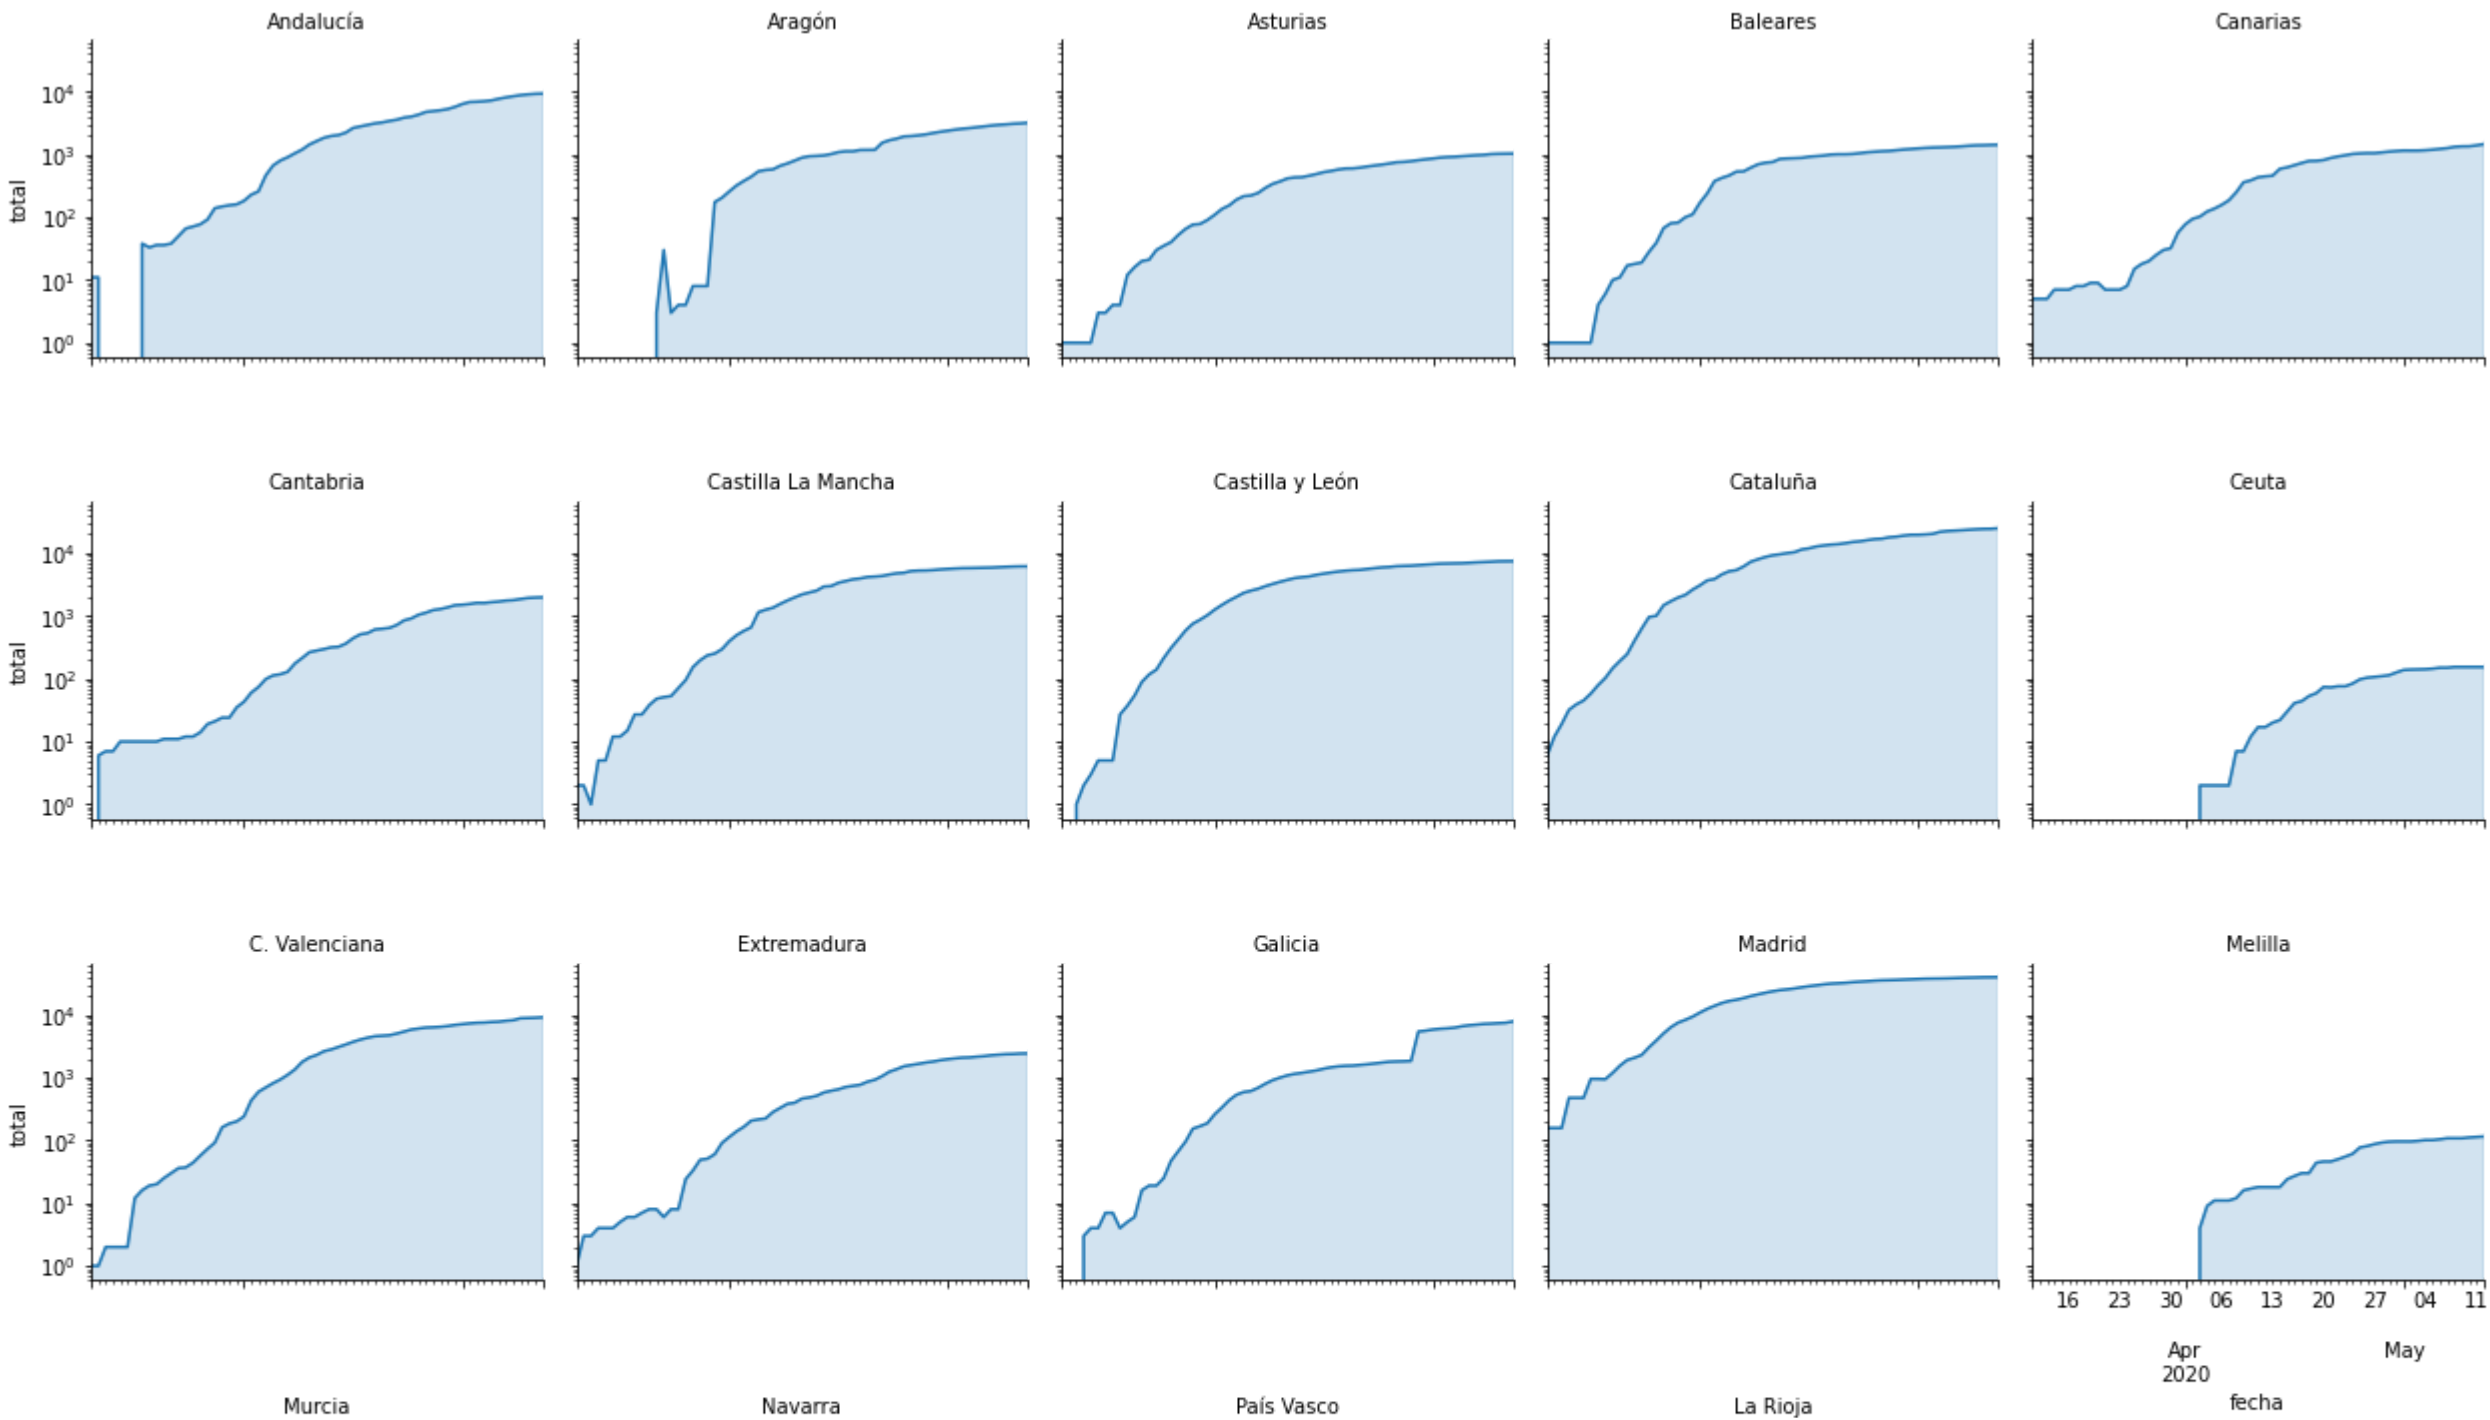 Andalucía
Aragón
Asturias
Baleares
Canarias
total
10⁴
10³
10²
10¹
10⁰
Cantabria
Castilla La Mancha
Castilla y León
Cataluña
Ceuta
total
10⁴
10³
10²
10¹
10⁰
C. Valenciana
Extremadura
Galicia
Madrid
Melilla
total
10⁴
10³
10²
10¹
10⁰
16 23 30 06 13 20 27 04 11
Apr May
2020
fecha
Murcia
Navarra
País Vasco
La Rioja